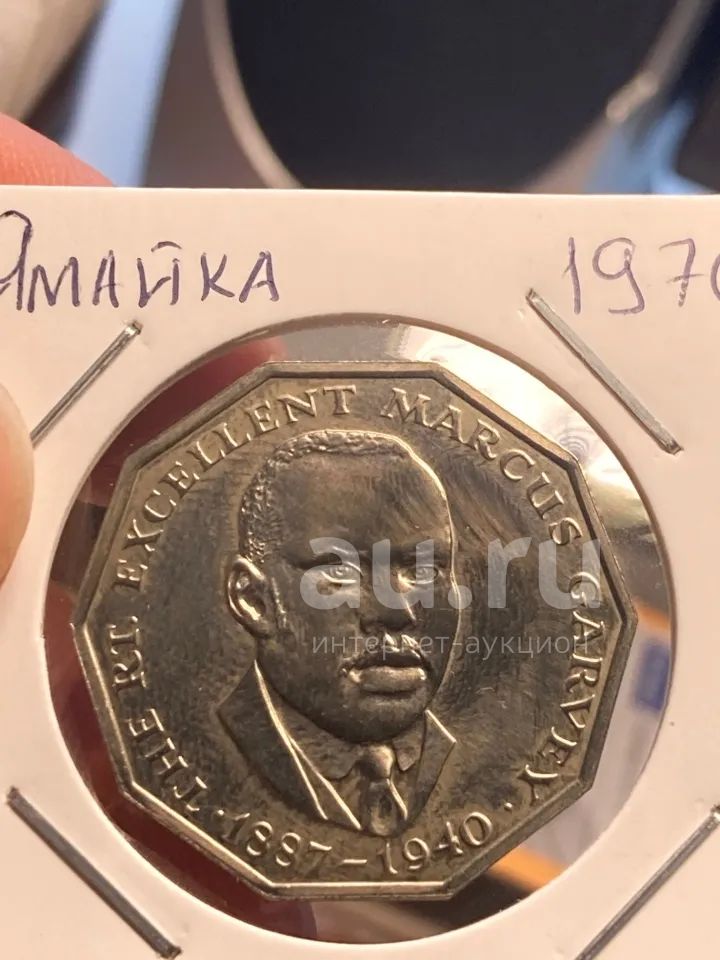 Ямайка 197
THE RT. EXCELLENT MARCUS GARVEY
· 1887 – 1940 ·
au.ru
интернет-аукцион